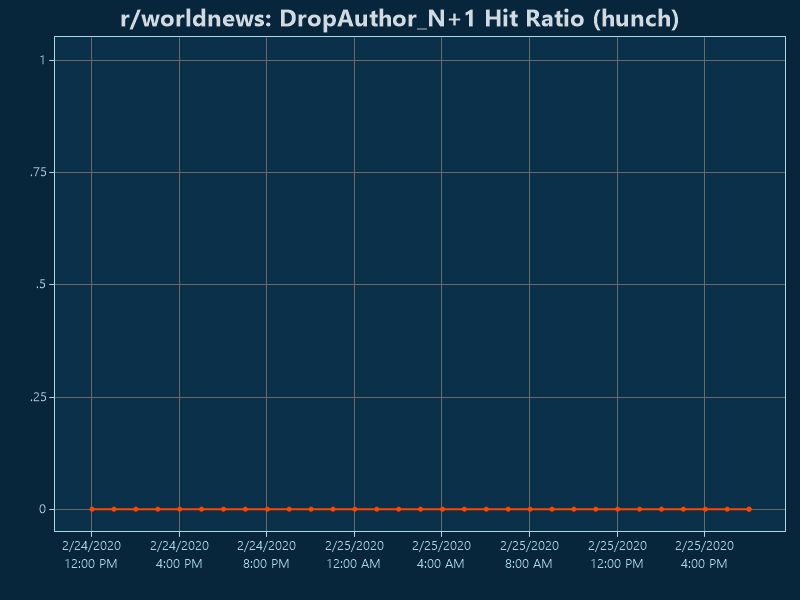 r/worldnews: DropAuthor_N+1 Hit Ratio (hunch)
1
.75
.5
.25
0
2/24/2020 2/24/2020 2/24/2020 2/25/2020 2/25/2020 2/25/2020 2/25/2020 2/25/2020
12:00 PM 4:00 PM 8:00 PM 12:00 AM 4:00 AM 8:00 AM 12:00 PM 4:00 PM